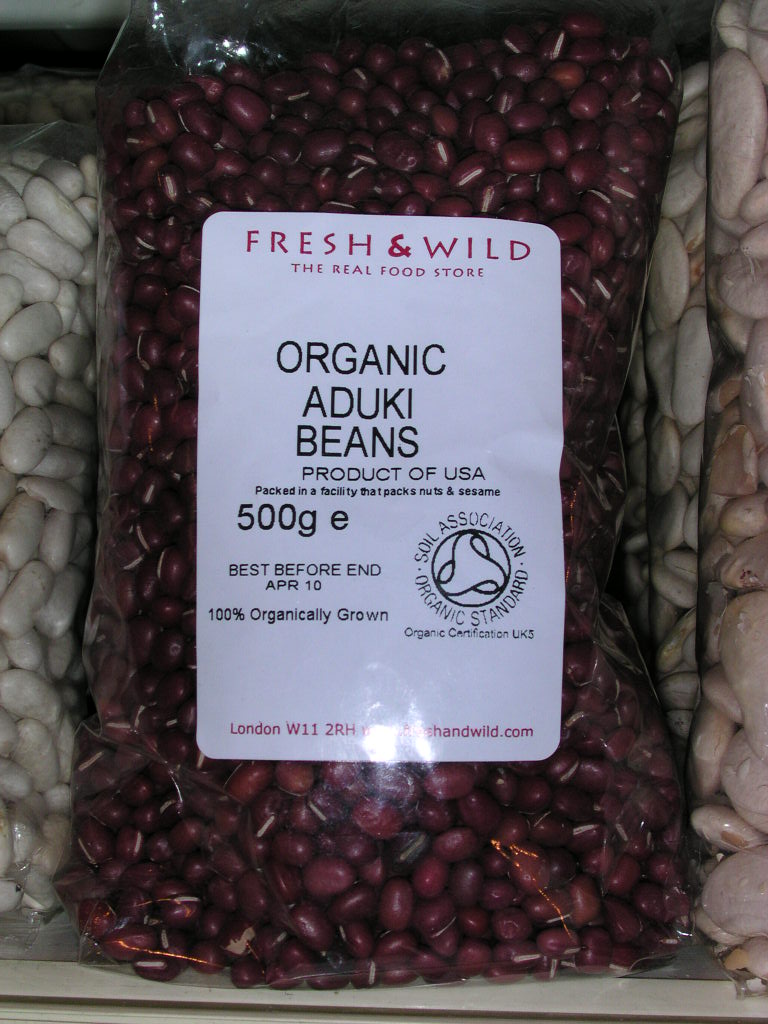 FRESH & WILD
THE REAL FOOD STORE
ORGANIC
ADUKI
BEANS
PRODUCT OF USA
Packed in a facility that packs nuts & sesame
500g e
BEST BEFORE END
APR 10
100% Organically Grown
SOIL ASSOCIATION
ORGANIC STANDARD
Organic Certification UK5
London W11 2RH shandwild.com